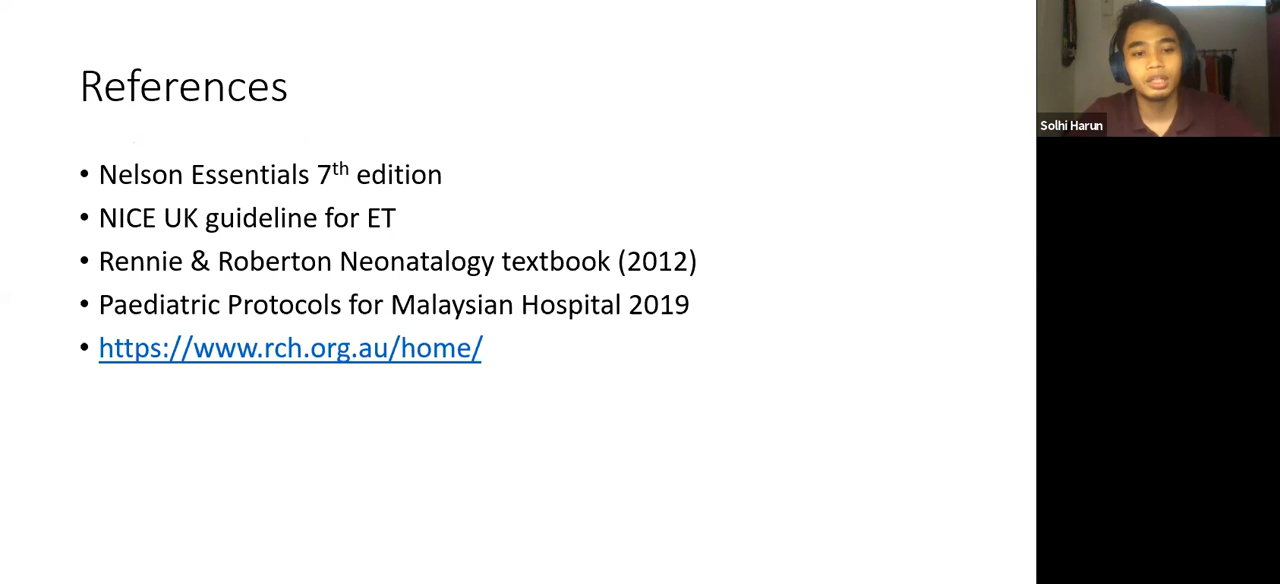 References
• Nelson Essentials 7th edition
• NICE UK guideline for ET
• Rennie & Roberton Neonatalogy textbook (2012)
• Paediatric Protocols for Malaysian Hospital 2019
• https://www.rch.org.au/home/
Solhi Harun